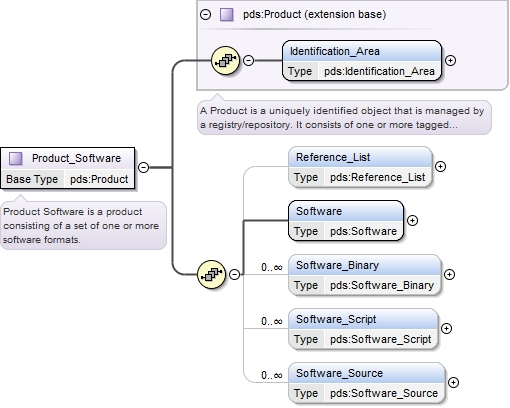 pds:Product (extension base)
Identification_Area
Type pds:Identification_Area
A Product is a uniquely identified object that is managed by
a registry/repository. It consists of one or more tagged...
Product_Software
Base Type pds:Product
Product Software is a product
consisting of a set of one or more
software formats.
Reference_List
Type pds:Reference_List
Software
Type pds:Software
0..∞ Software_Binary
Type pds:Software_Binary
0..∞ Software_Script
Type pds:Software_Script
0..∞ Software_Source
Type pds:Software_Source